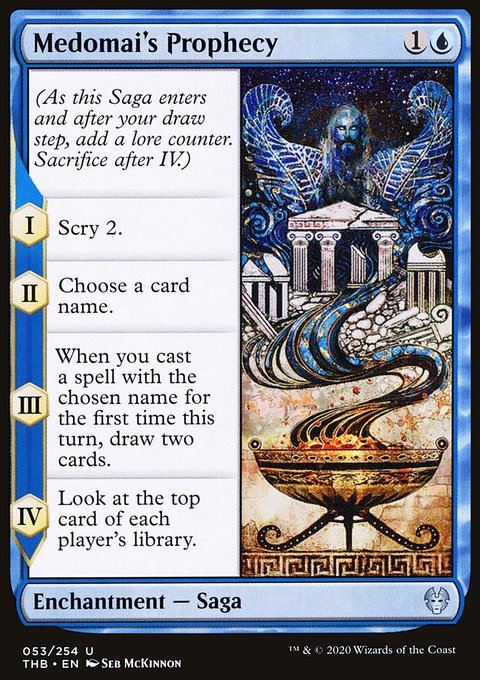 Medomai's Prophecy 1
(As this Saga enters
and after your draw
step, add a lore counter.
Sacrifice after IV.)
I
Scry 2.
II
Choose a card
name.
III
When you cast
a spell with the
chosen name for
the first time this
turn, draw two
cards.
IV
Look at the top
card of each
player's library.
Enchantment — Saga
053/254 U
THB • EN Seb McKinnon
™ & © 2020 Wizards of the Coast